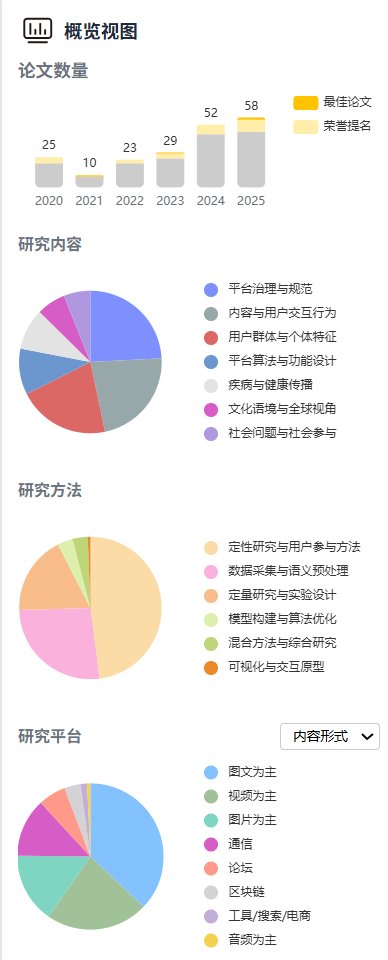 概览视图
论文数量
最佳论文
荣誉提名
25
10
23
29
52
58
2020
2021
2022
2023
2024
2025
研究内容
平台治理与规范
内容与用户交互行为
用户群体与个体特征
平台算法与功能设计
疾病与健康传播
文化语境与全球视角
社会问题与社会参与
研究方法
定性研究与用户参与方法
数据采集与语义预处理
定量研究与实验设计
模型构建与算法优化
混合方法与综合研究
可视化与交互原型
研究平台
内容形式
图文为主
视频为主
图片为主
通信
论坛
区块链
工具/搜索/电商
音频为主